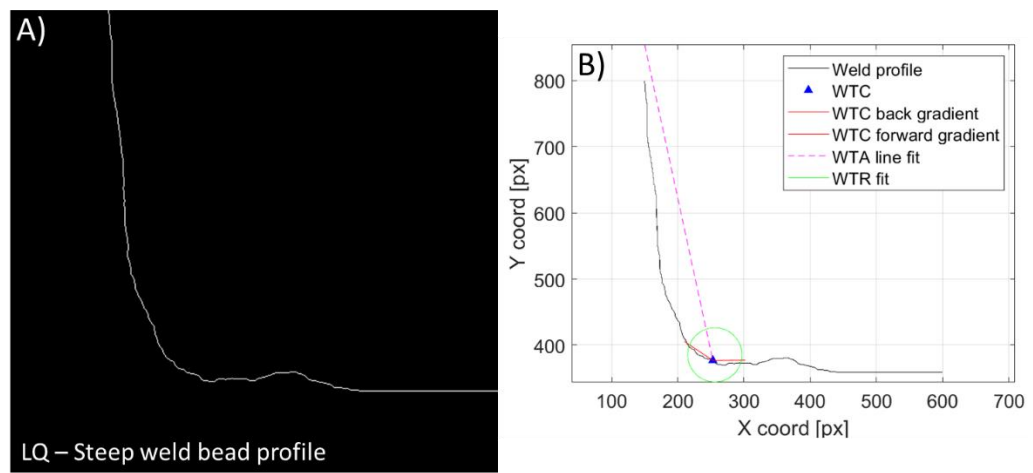 A)
LQ – Steep weld bead profile
B)
Weld profile
WTC
WTC back gradient
WTC forward gradient
WTA line fit
WTR fit
Y coord [px]
800
700
600
500
400
100 200 300 400 500 600 700
X coord [px]